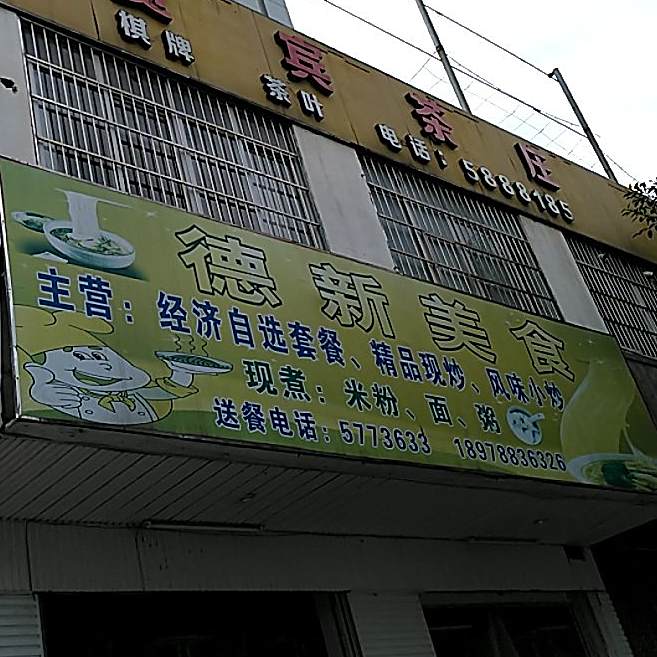 宾茶庄
棋牌 茶叶 电话：5888185
德新美食
主营：经济自选套餐、精品现炒、风味小炒
现煮：米粉、面、粥
送餐电话：5773633 18978836326